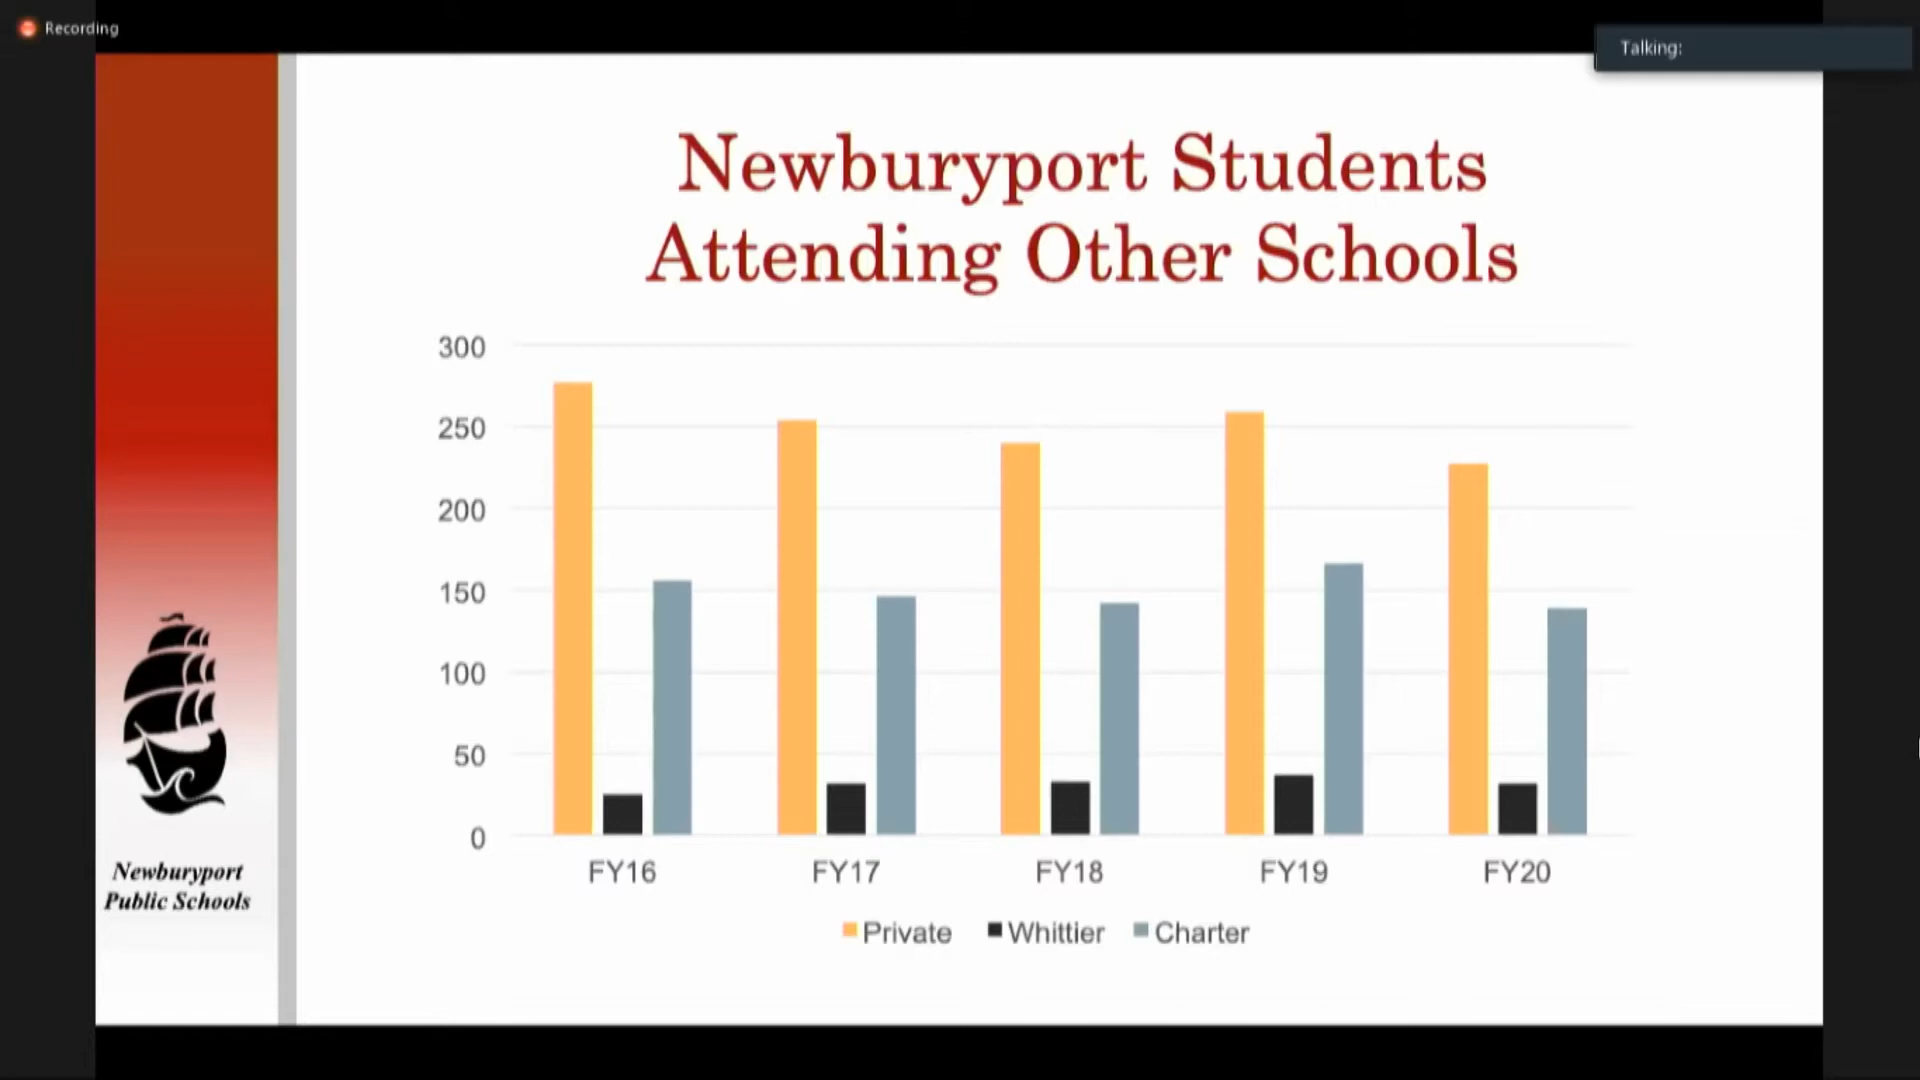 Recording
Talking:
Newburyport Students
Attending Other Schools
300
250
200
150
100
50
0
FY16 FY17 FY18 FY19 FY20
Private Whittier Charter
Newburyport
Public Schools